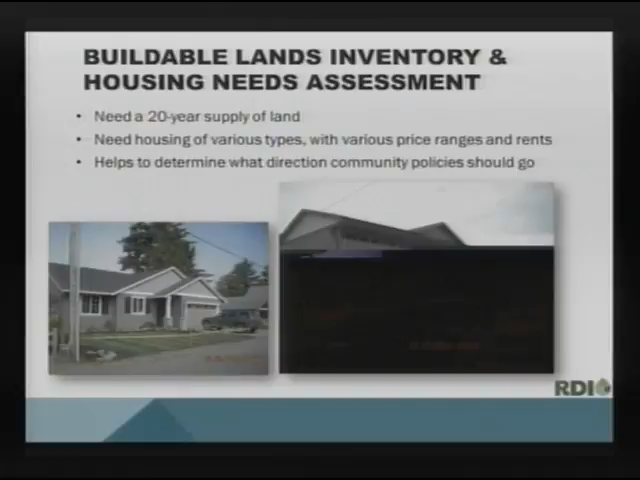 BUILDABLE LANDS INVENTORY &
HOUSING NEEDS ASSESSMENT
• Need a 20-year supply of land
• Need housing of various types, with various price ranges and rents
• Helps to determine what direction community policies should go
RDI